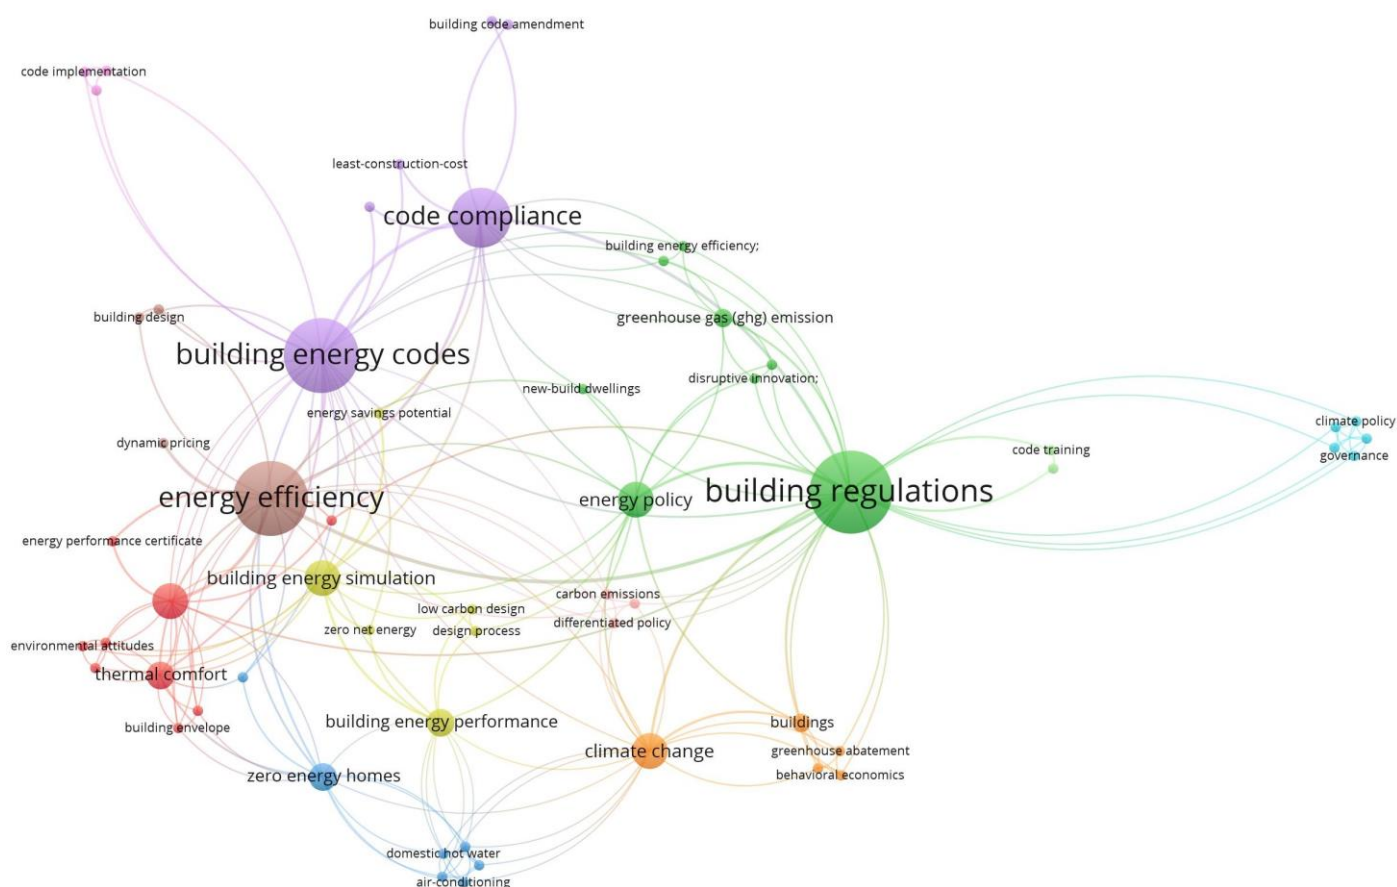 building code amendment
code implementation
least-construction-cost
code compliance
building energy efficiency;
building design
greenhouse gas (ghg) emission
building energy codes
disruptive innovation;
new-build dwellings
energy savings potential
climate policy
dynamic pricing
code training
governance
energy efficiency
energy policy
building regulations
energy performance certificate
building energy simulation
carbon emissions
low carbon design
differentiated policy
zero net energy
design process
environmental attitudes
thermal comfort
building envelope
building energy performance
buildings
climate change
greenhouse abatement
zero energy homes
behavioral economics
domestic hot water
air-conditioning